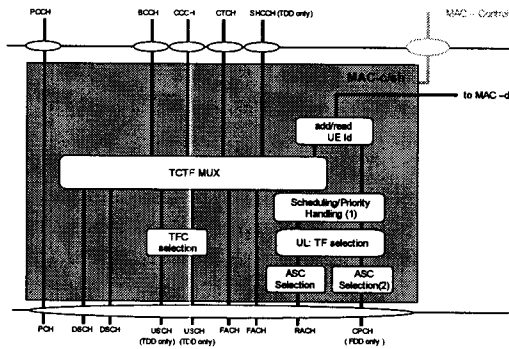 PCCH BCCH CCCH CTCH SHCCH (TDD only) MAC – Control
MAC-c/sh
to MAC –d
add/read
UE Id
TCTF MUX
Scheduling/Priority
Handling (1)
TFC
selection
UL: TF selection
ASC
Selection
ASC
Selection(2)
PCH DSCH DSCH USCH USCH FACH FACH RACH CPCH
(TDD only) (TDD only) (FDD only)